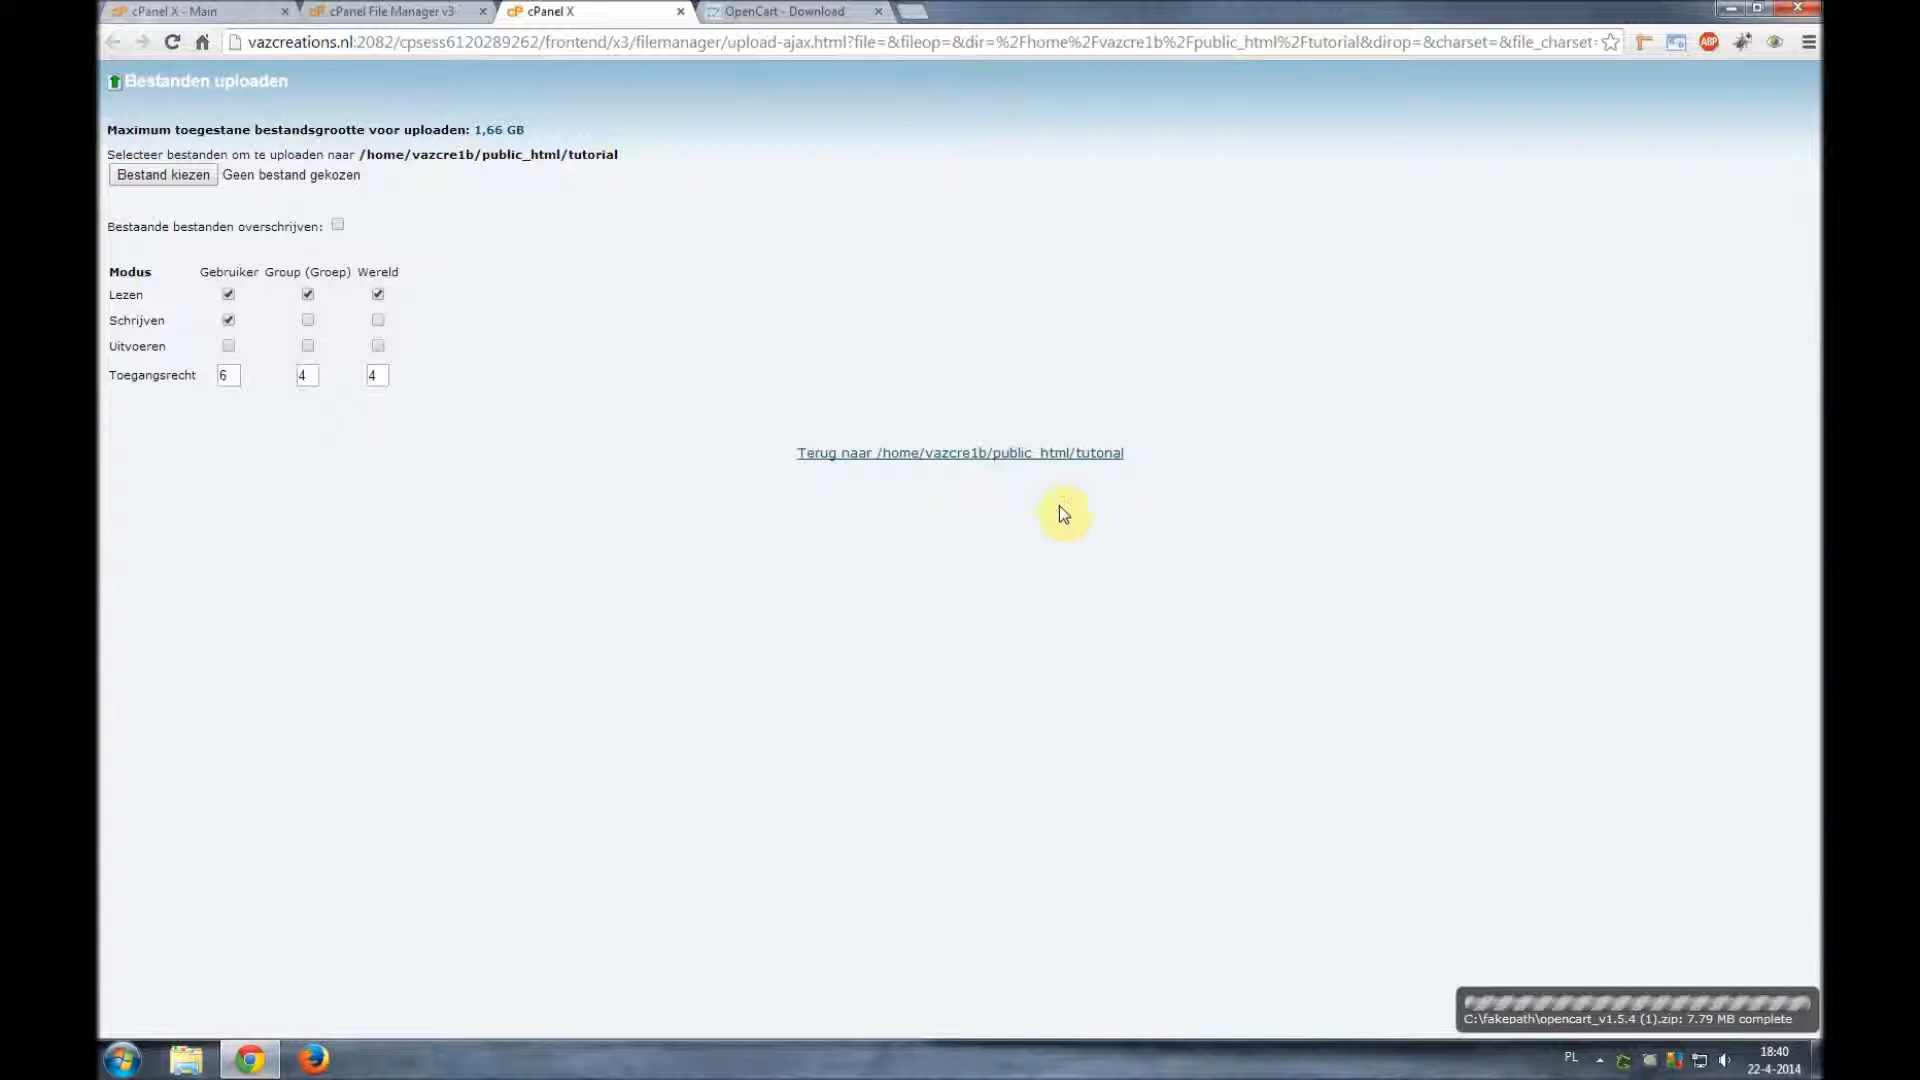 cPanel X - Main
cPanel File Manager v3
cPanel X
OpenCart - Download
vazcreations.nl:2082/cpsess6120289262/frontend/x3/filemanager/upload-ajax.html?file=&fileop=&dir=%2Fhome%2Fvazcre1b%2Fpublic_html%2Ftutorial&dirop=&charset=&file_charset=
ABP
Bestanden uploaden
Maximum toegestane bestandsgrootte voor uploaden: 1,66 GB
Selecteer bestanden om te uploaden naar /home/vazcre1b/public_html/tutorial
Bestand kiezen Geen bestand gekozen
Bestaande bestanden overschrijven:
Modus Gebruiker Group (Groep) Wereld
Lezen
Schrijven
Uitvoeren
Toegangsrecht 6 4 4
Terug naar /home/vazcre1b/public_html/tutorial
C:\fakepath\opencart_v1.5.4 (1).zip: 7.79 MB complete
PL
18:40
22-4-2014